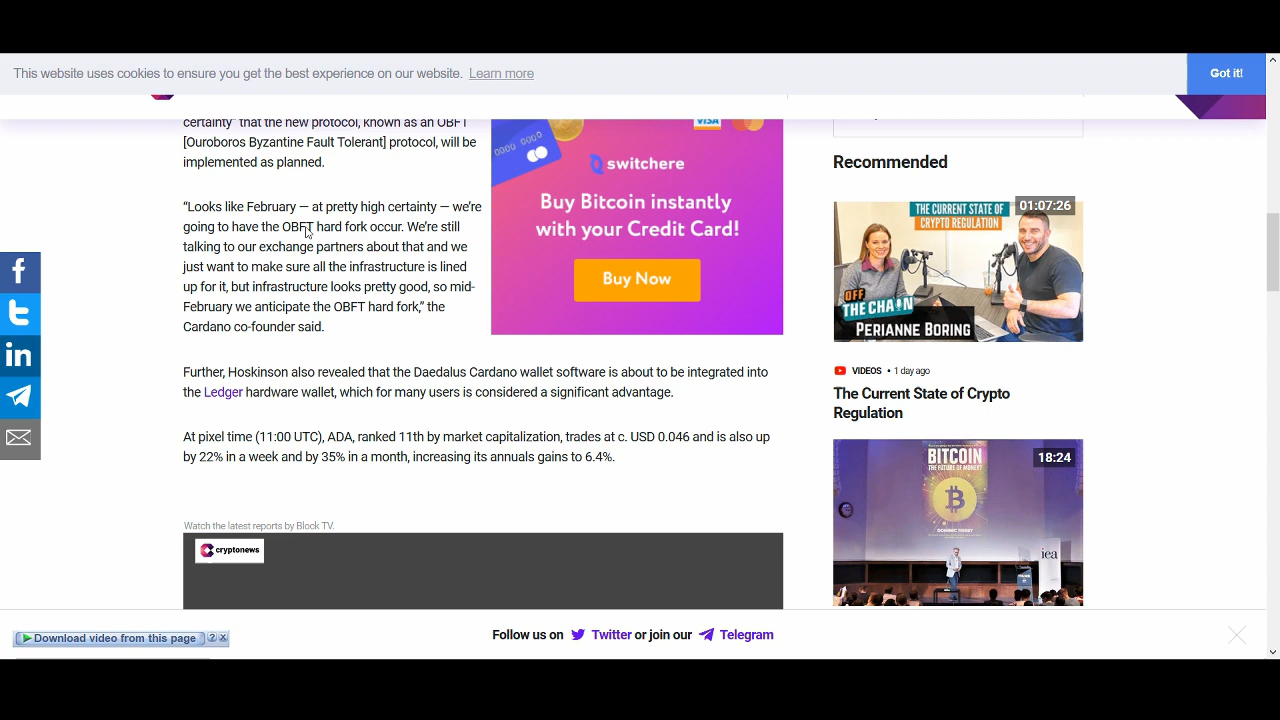 This website uses cookies to ensure you get the best experience on our website. Learn more
Got it!
certainty” that the new protocol, known as an OBFT
[Ouroboros Byzantine Fault Tolerant] protocol, will be
implemented as planned.
“Looks like February — at pretty high certainty — we’re
going to have the OBFT hard fork occur. We’re still
talking to our exchange partners about that and we
just want to make sure all the infrastructure is lined
up for it, but infrastructure looks pretty good, so mid-
February we anticipate the OBFT hard fork,” the
Cardano co-founder said.
VISA
switchere
Buy Bitcoin instantly
with your Credit Card!
Buy Now
Further, Hoskinson also revealed that the Daedalus Cardano wallet software is about to be integrated into
the Ledger hardware wallet, which for many users is considered a significant advantage.
At pixel time (11:00 UTC), ADA, ranked 11th by market capitalization, trades at c. USD 0.046 and is also up
by 22% in a week and by 35% in a month, increasing its annuals gains to 6.4%.
Watch the latest reports by Block TV.
cryptonews
Recommended
THE CURRENT STATE OF
CRYPTO REGULATION
01:07:26
OFF
THE CHAIN
PERIANNE BORING
VIDEOS • 1 day ago
The Current State of Crypto
Regulation
BITCOIN
THE FUTURE OF MONEY?
18:24
iea
Download video from this page
? x
Follow us on Twitter or join our Telegram